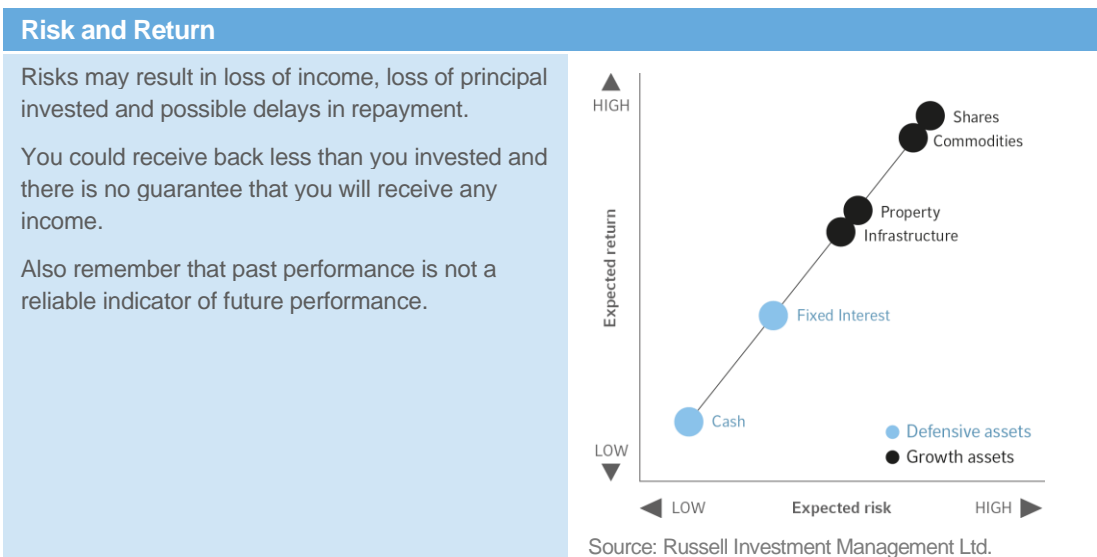 Risk and Return
Risks may result in loss of income, loss of principal
invested and possible delays in repayment.
You could receive back less than you invested and
there is no guarantee that you will receive any
income.
Also remember that past performance is not a
reliable indicator of future performance.
HIGH
Expected return
LOW
Shares
Commodities
Property
Infrastructure
Fixed Interest
Cash
Defensive assets
Growth assets
LOW
Expected risk
HIGH
Source: Russell Investment Management Ltd.